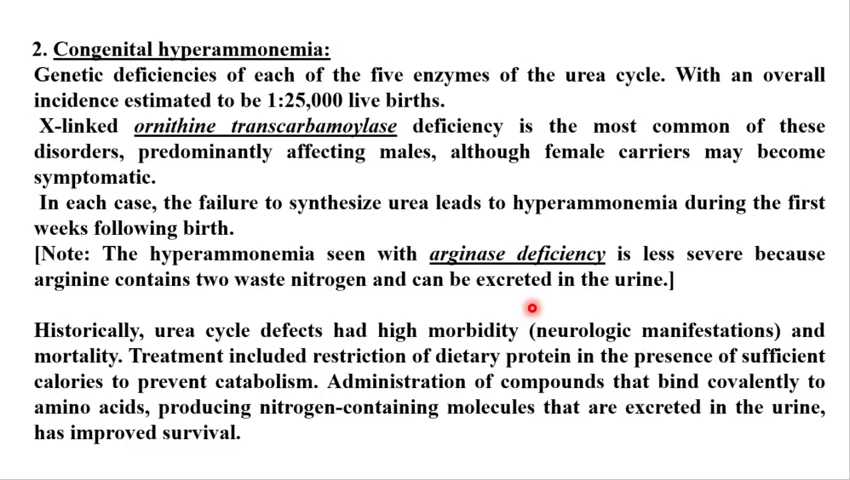 2. Congenital hyperammonemia:
Genetic deficiencies of each of the five enzymes of the urea cycle. With an overall
incidence estimated to be 1:25,000 live births.
X-linked ornithine transcarbamoylase deficiency is the most common of these
disorders, predominantly affecting males, although female carriers may become
symptomatic.
In each case, the failure to synthesize urea leads to hyperammonemia during the first
weeks following birth.
[Note: The hyperammonemia seen with arginase deficiency is less severe because
arginine contains two waste nitrogen and can be excreted in the urine.]
Historically, urea cycle defects had high morbidity (neurologic manifestations) and
mortality. Treatment included restriction of dietary protein in the presence of sufficient
calories to prevent catabolism. Administration of compounds that bind covalently to
amino acids, producing nitrogen-containing molecules that are excreted in the urine,
has improved survival.